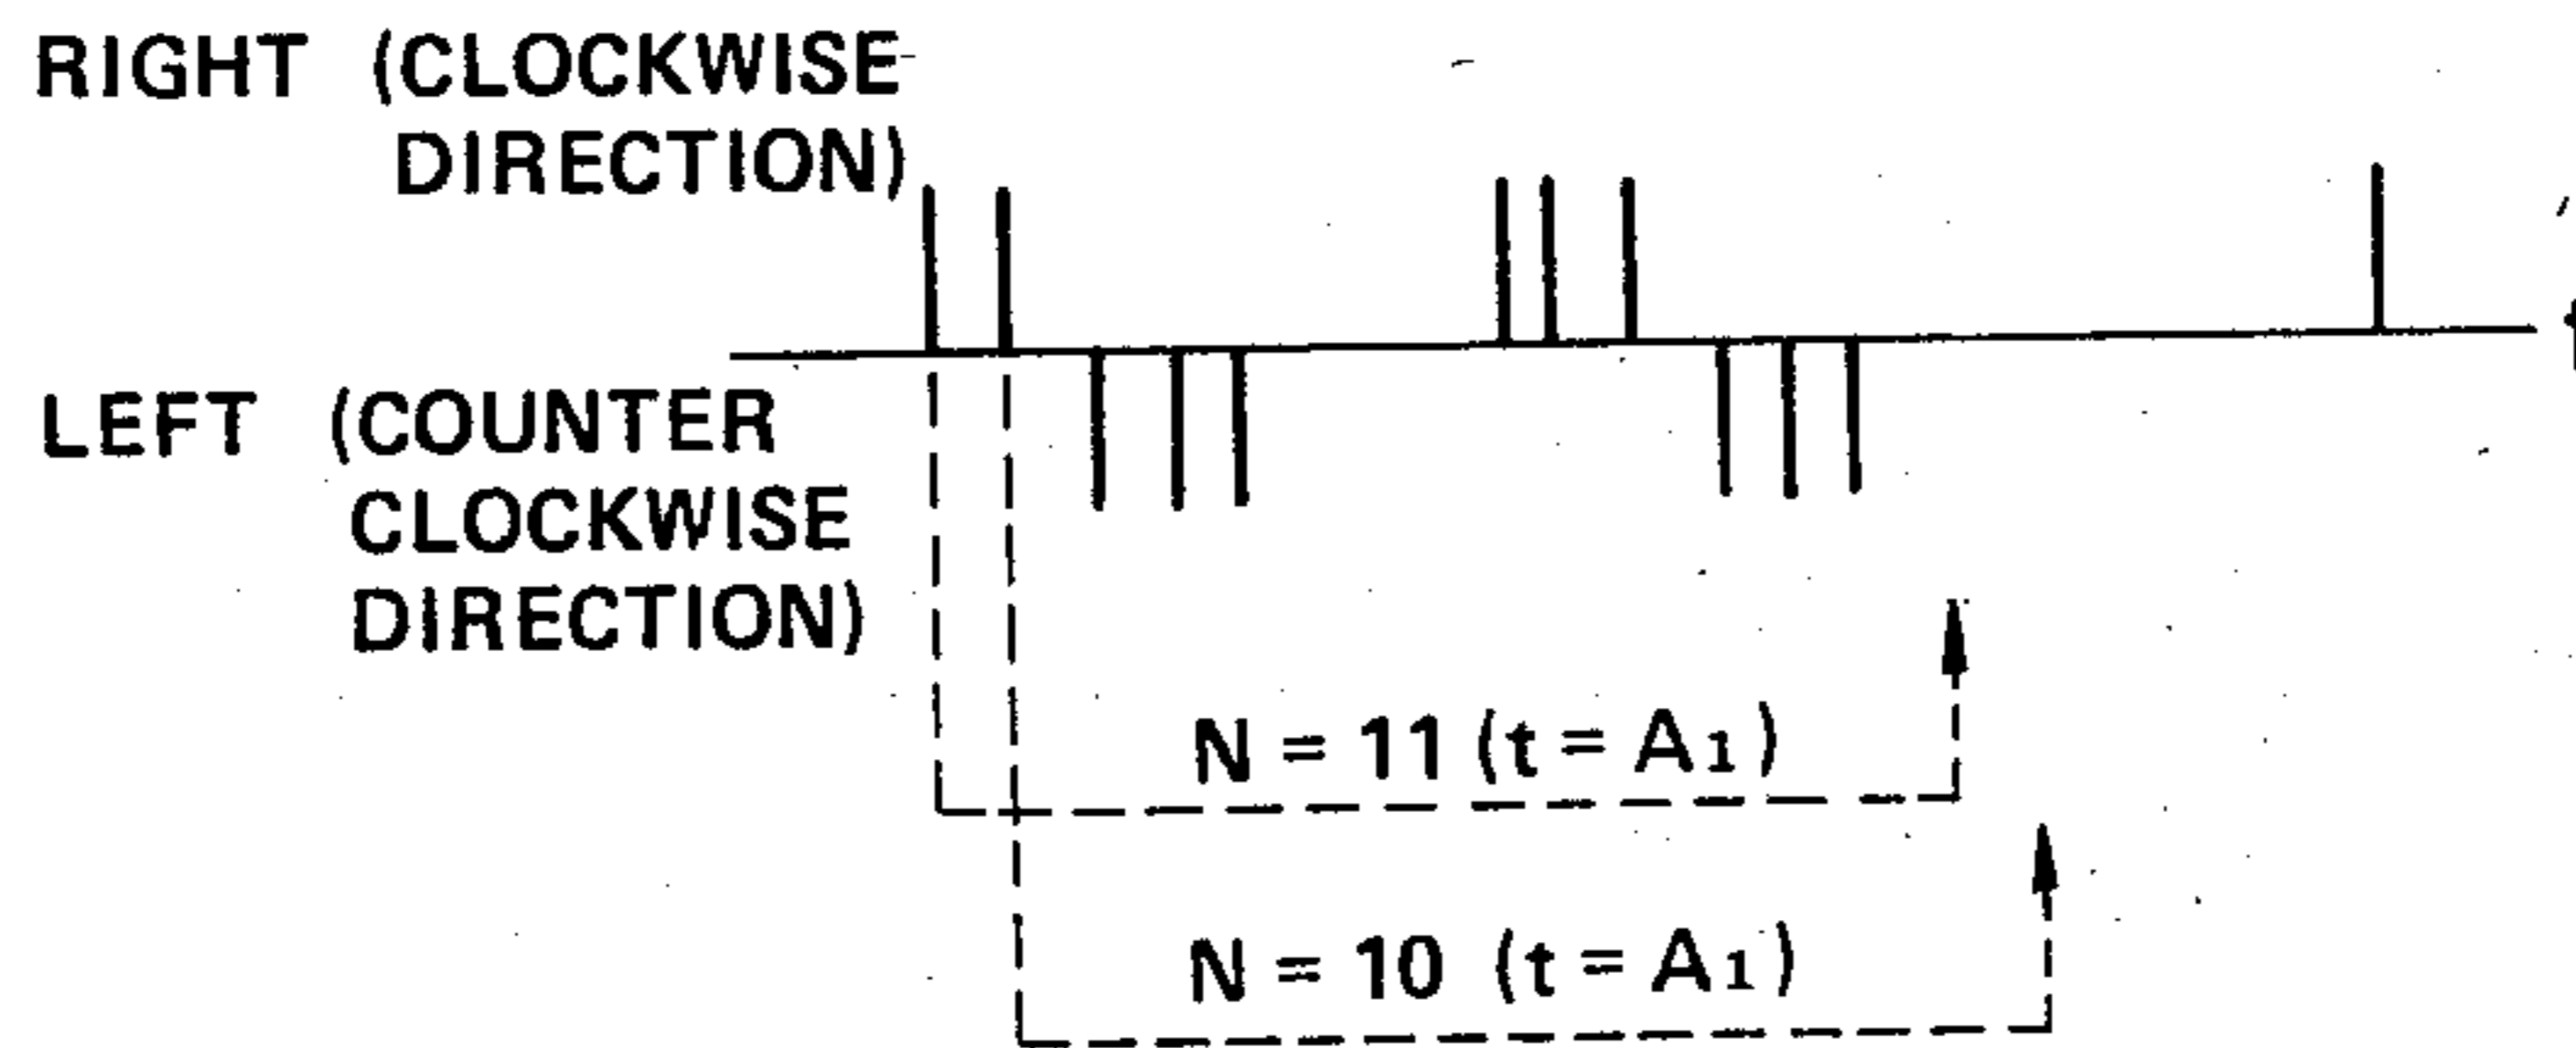 RIGHT (CLOCKWISE
DIRECTION)
LEFT (COUNTER
CLOCKWISE
DIRECTION)
N = 11 (t = A1)
N = 10 (t = A1)